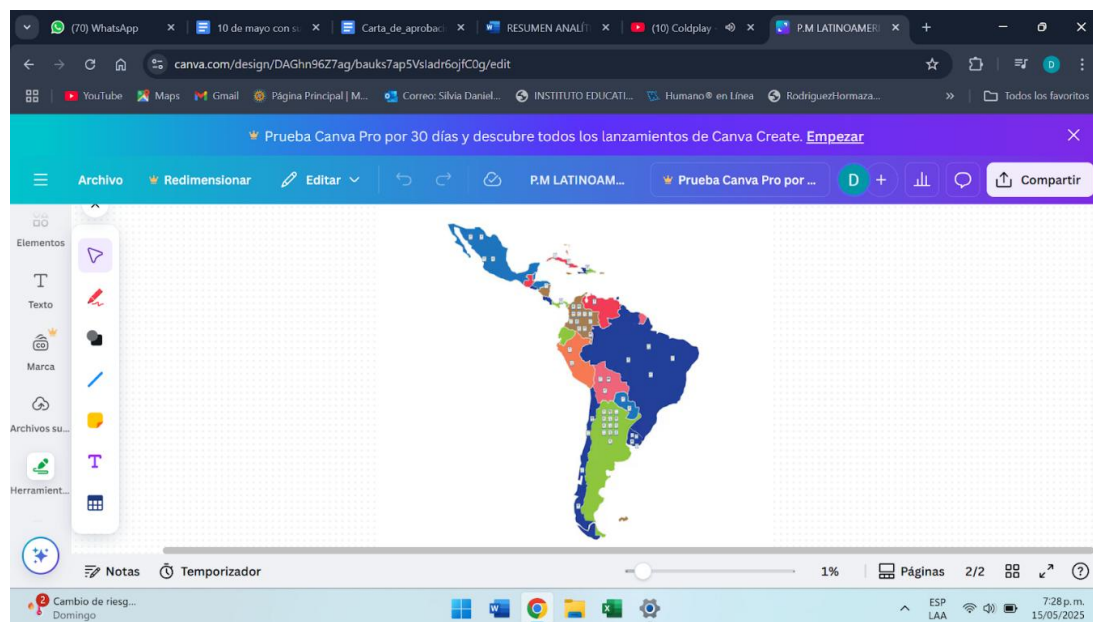 (70) WhatsApp
10 de mayo con su
Carta_de_aprobaci
RESUMEN ANALÍT
(10) Coldplay -
P.M LATINOAMERI
canva.com/design/DAGhn96Z7ag/bauks7ap5Vsladr6ojfC0g/edit
YouTube
Maps
Gmail
Página Principal | M...
Correo: Silvia Daniel...
INSTITUTO EDUCATI...
Humano® en Línea
RodriguezHormaza...
Todos los favoritos
Prueba Canva Pro por 30 días y descubre todos los lanzamientos de Canva Create. Empezar
Archivo
Redimensionar
Editar
P.M LATINOAM...
Prueba Canva Pro por ...
D
Compartir
Elementos
Texto
Marca
Archivos su...
Herramient...
Notas
Temporizador
1%
Páginas
2/2
2
Cambio de riesg...
Domingo
ESP
LAA
7:28 p. m.
15/05/2025